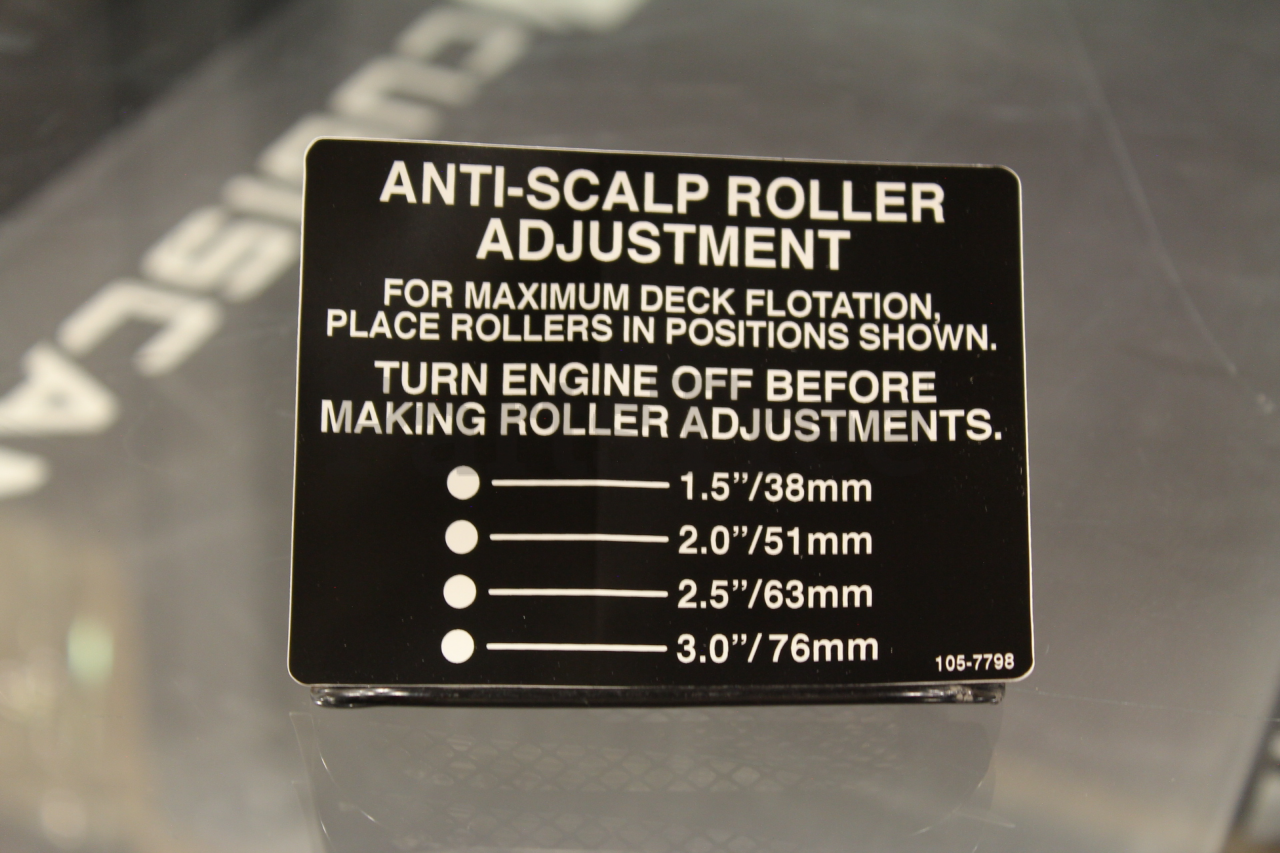 ANTI-SCALP ROLLER
ADJUSTMENT
FOR MAXIMUM DECK FLOTATION,
PLACE ROLLERS IN POSITIONS SHOWN.
TURN ENGINE OFF BEFORE
MAKING ROLLER ADJUSTMENTS.
1.5”/38mm
2.0”/51mm
2.5”/63mm
3.0”/76mm
105-7798